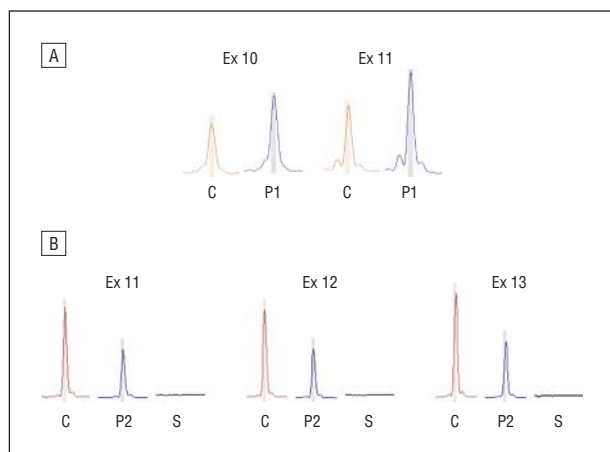 A
Ex 10 Ex 11
C P1 C P1
B
Ex 11 Ex 12 Ex 13
C P2 S C P2 S C P2 S